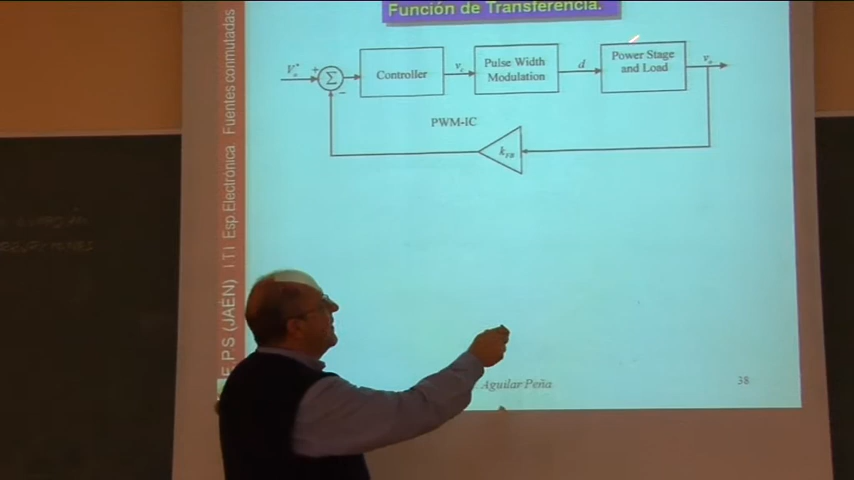 Función de Transferencia.
V*o
+
Σ
−
Controller
vc
Pulse Width
Modulation
d
Power Stage
and Load
vo
PWM-IC
kFB
E.P.S (JAÉN) I T I Esp Electrónica Fuentes conmutadas
Aguilar Peña
38